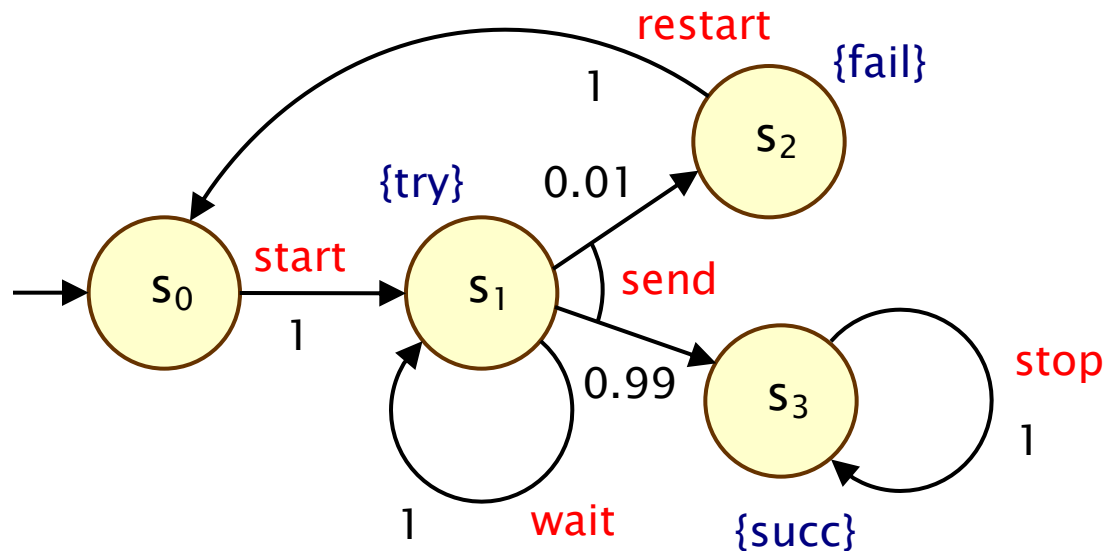 restart
{fail}
1
s₂
{try}
0.01
start
s₀
s₁
send
1
0.99
s₃
stop
1
1
wait
{succ}